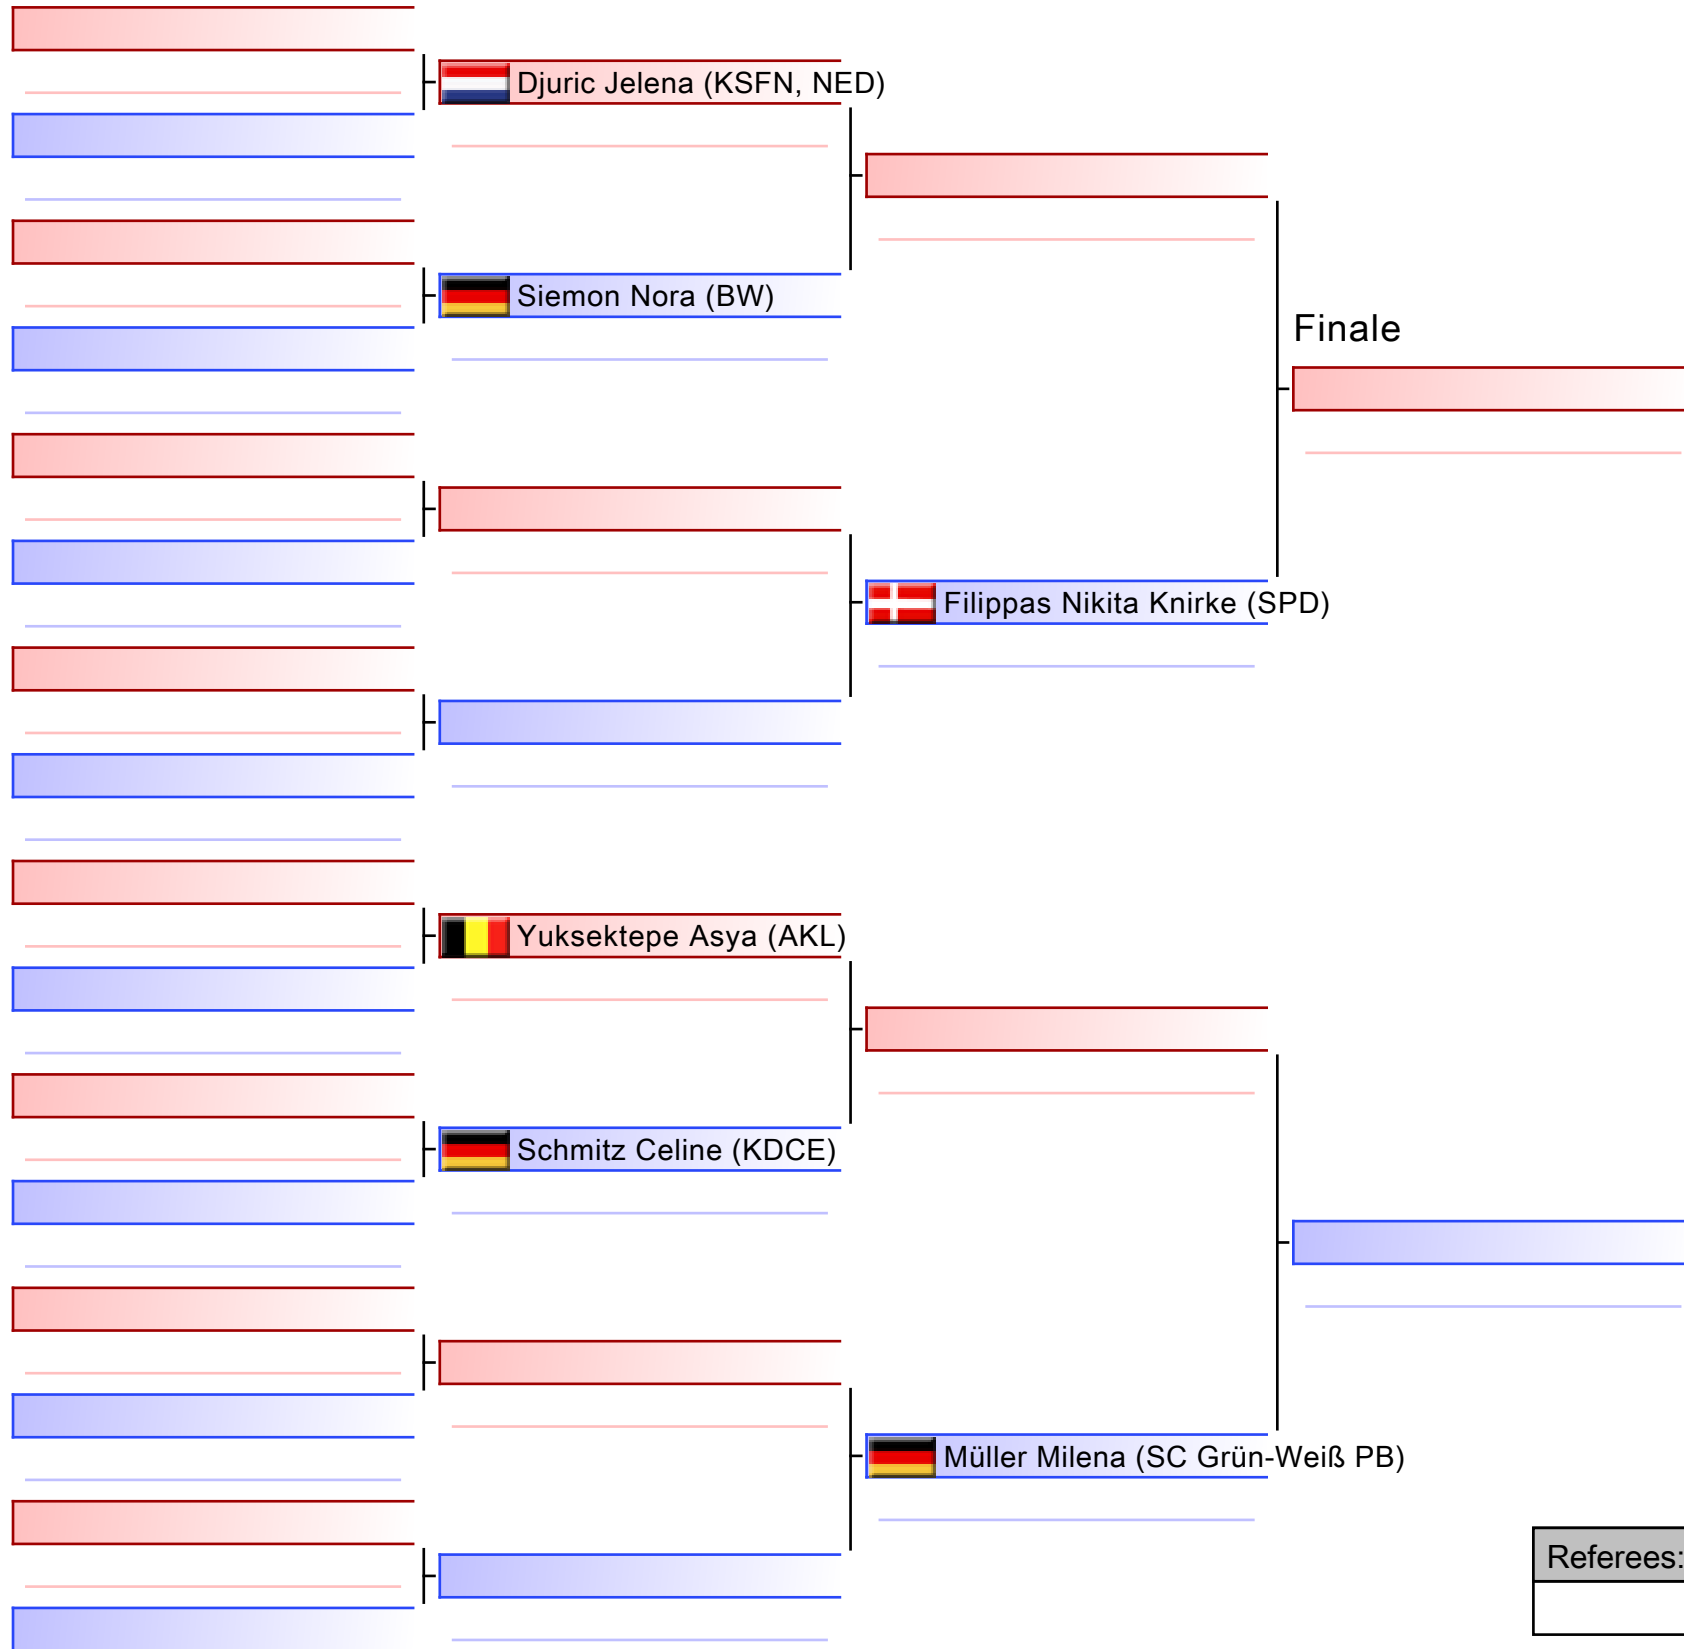 Djuric Jelena (KSFN, NED)
Siemon Nora (BW)
Finale
Filippas Nikita Knirke (SPD)
Yuksektepe Asya (AKL)
Schmitz Celine (KDCE)
Müller Milena (SC Grün-Weiß PB)
Referees: